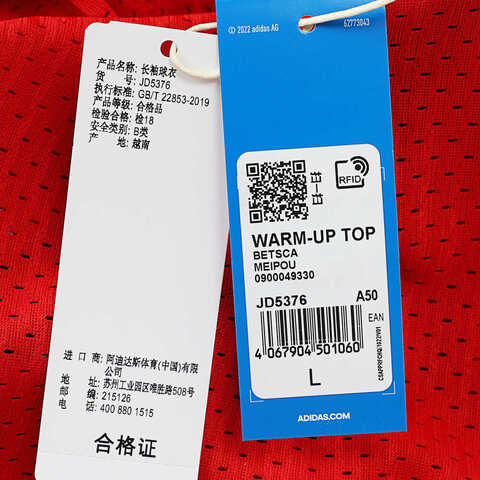 产品名称: 长袖球衣
货 号: JD5376
执行标准: GB/T 22853-2019
产品等级: 合格品
检验合格: 检18
安全类别: B类
产 地: 越南
进 口 商: 阿迪达斯体育(中国)有限
公司
地 址: 苏州工业园区唯胜路508号
邮 编: 215126
电 话: 400 880 1515
合格证
© 2022 adidas AG
62773043
RFID
WARM-UP TOP
BETSCA
MEIPOU
0900049330
JD5376 A50
EAN
4 067904 501060
L
ADIDAS.COM